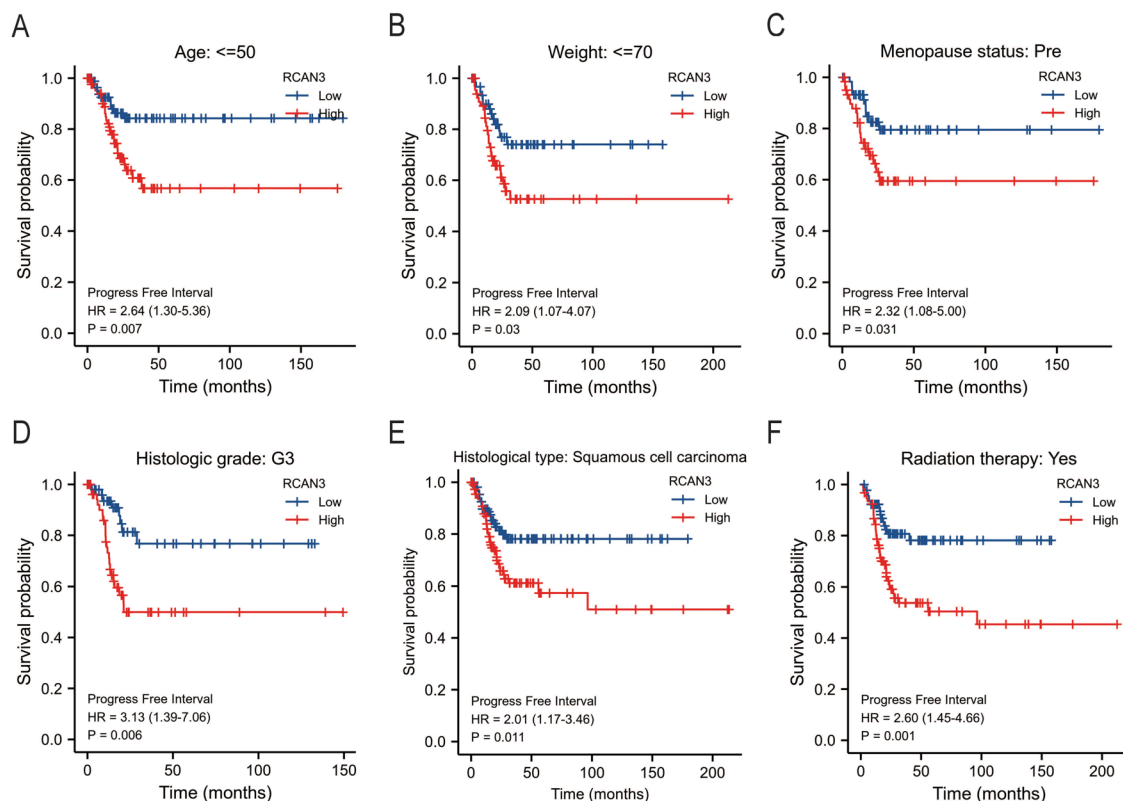 A
Age: <=50
RCAN3
Low
High
Survival probability
1.0
0.8
0.6
0.4
0.2
0.0
Progress Free Interval
HR = 2.64 (1.30-5.36)
P = 0.007
0 50 100 150
Time (months)
B
Weight: <=70
RCAN3
Low
High
Survival probability
1.0
0.8
0.6
0.4
0.2
0.0
Progress Free Interval
HR = 2.09 (1.07-4.07)
P = 0.03
0 50 100 150 200
Time (months)
C
Menopause status: Pre
RCAN3
Low
High
Survival probability
1.0
0.8
0.6
0.4
0.2
0.0
Progress Free Interval
HR = 2.32 (1.08-5.00)
P = 0.031
0 50 100 150
Time (months)
D
Histologic grade: G3
RCAN3
Low
High
Survival probability
1.0
0.8
0.6
0.4
0.2
0.0
Progress Free Interval
HR = 3.13 (1.39-7.06)
P = 0.006
0 50 100 150
Time (months)
E
Histological type: Squamous cell carcinoma
RCAN3
Low
High
Survival probability
1.0
0.8
0.6
0.4
0.2
0.0
Progress Free Interval
HR = 2.01 (1.17-3.46)
P = 0.011
0 50 100 150 200
Time (months)
F
Radiation therapy: Yes
RCAN3
Low
High
Survival probability
1.0
0.8
0.6
0.4
0.2
0.0
Progress Free Interval
HR = 2.60 (1.45-4.66)
P = 0.001
0 50 100 150 200
Time (months)